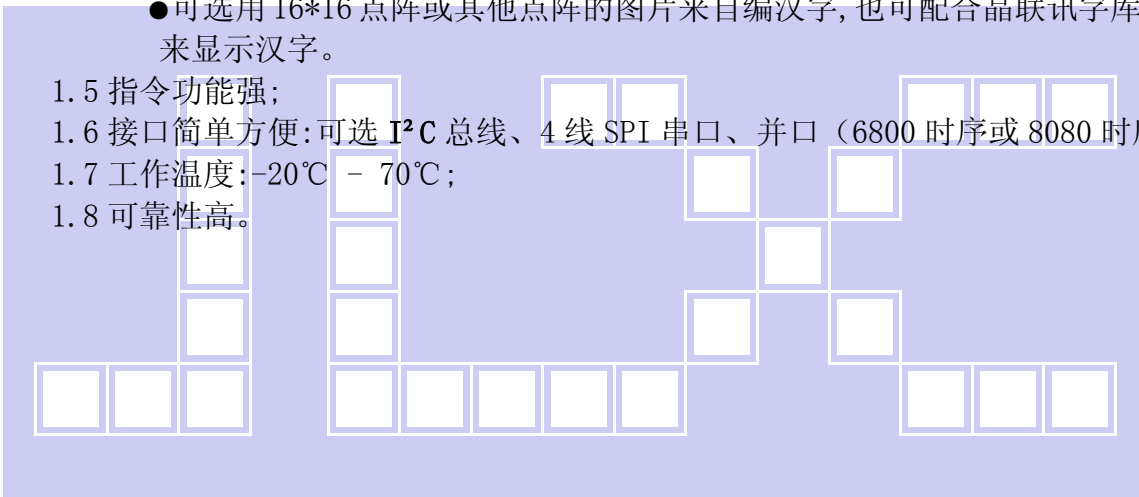 ●可选用 16*16 点阵或其他点阵的图片来自编汉字,也可配合晶联讯字库
来显示汉字。
1.5 指令功能强;
1.6 接口简单方便:可选 I²C 总线、4 线 SPI 串口、并口（6800 时序或 8080 时
1.7 工作温度:-20℃ - 70℃;
1.8 可靠性高。
JLX